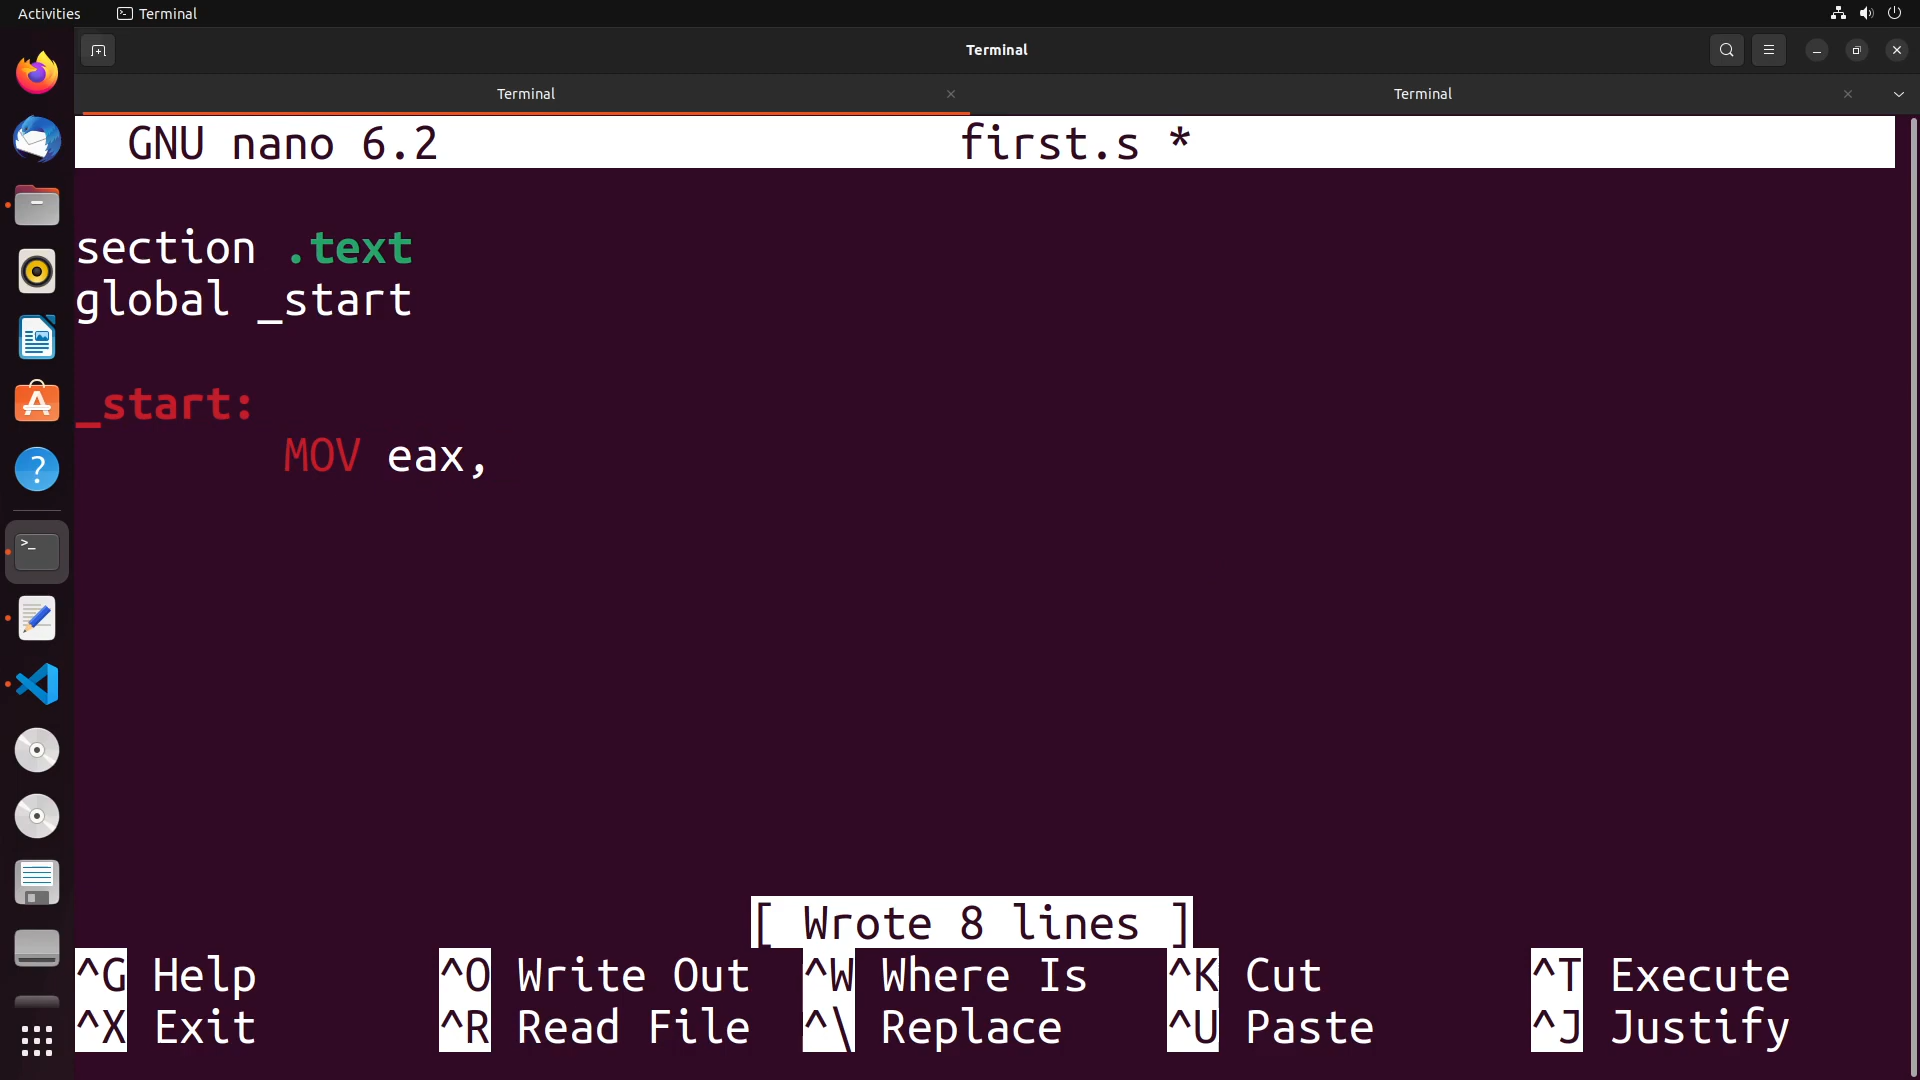 Activities
Terminal
Terminal
Terminal
Terminal
GNU nano 6.2 first.s *
section .text
global _start
_start:
MOV eax,
[ Wrote 8 lines ]
^G Help ^O Write Out ^W Where Is ^K Cut ^T Execute
^X Exit ^R Read File ^\ Replace ^U Paste ^J Justify